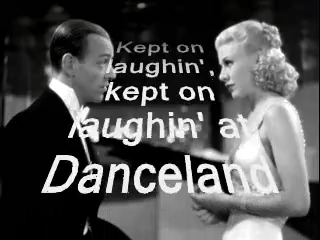 Kept on
laughin',
kept on
laughin' at
Danceland